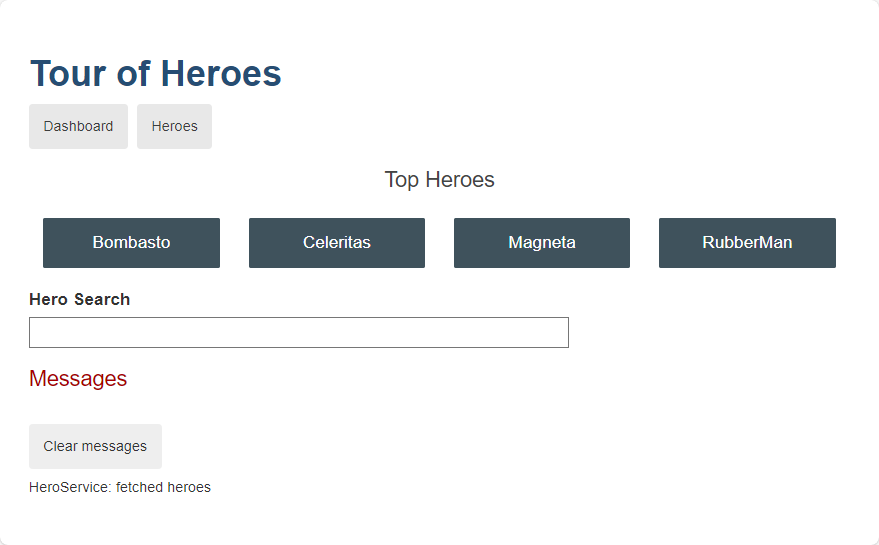 Tour of Heroes
Dashboard Heroes
Top Heroes
Bombasto Celeritas Magneta RubberMan
Hero Search
Messages
Clear messages
HeroService: fetched heroes